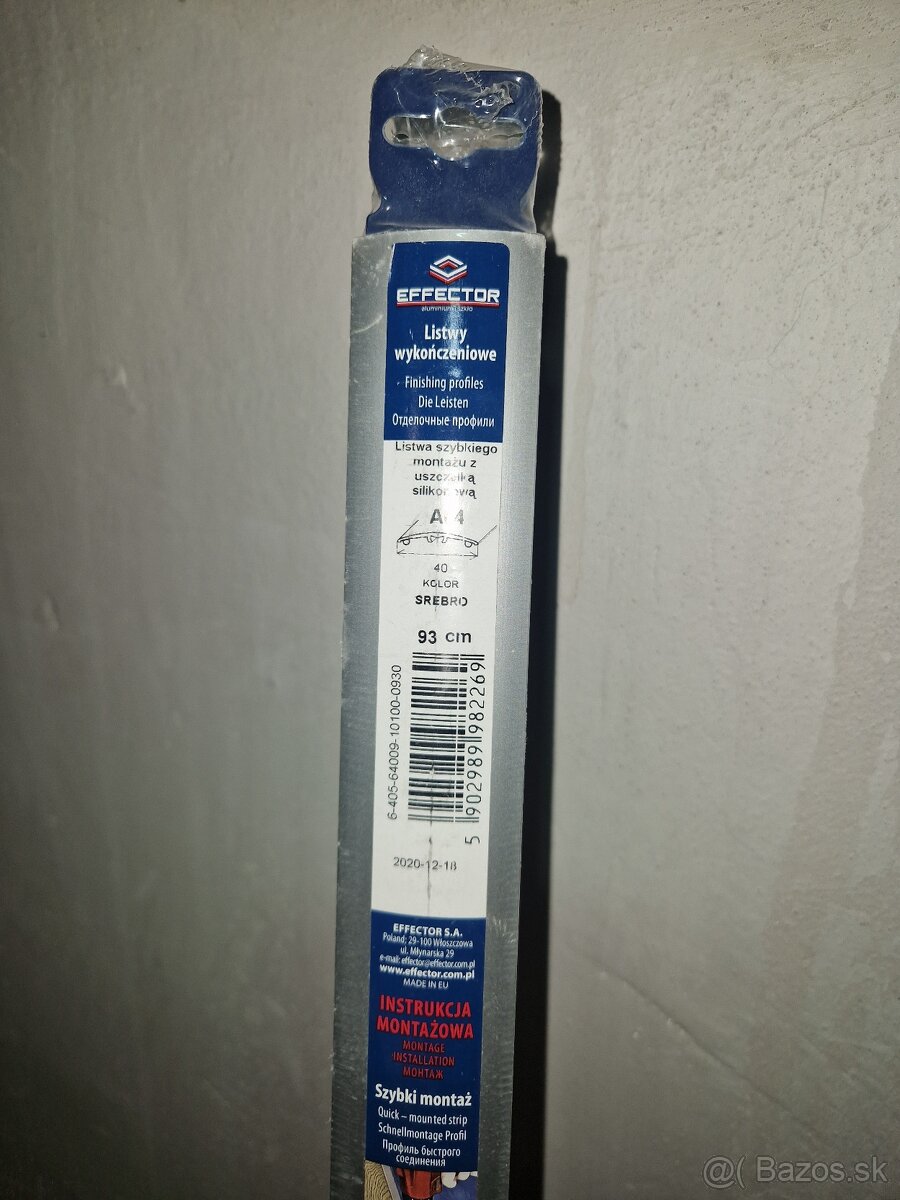 EFFECTOR
aluminium&szkło
Listwy
wykończeniowe
Finishing profiles
Die Leisten
Отделочные профили
Listwa szybkiego
montażu z
uszczelką
silikonową
40
KOLOR
SREBRO
93 cm
6-405-64009-10100-0930
5 902989 982269
2020-12-18
EFFECTOR S.A.
Poland; 29-100 Włoszczowa
ul. Młynarska 29
e-mail: effector@effector.com.pl
www.effector.com.pl
MADE IN EU
INSTRUKCJA
MONTAŻOWA
MONTAGE
INSTALLATION
МОНТАЖ
Szybki montaż
Quick – mounted strip
Schnellmontage Profil
Профиль быстрого
соединения
@( Bazos.sk